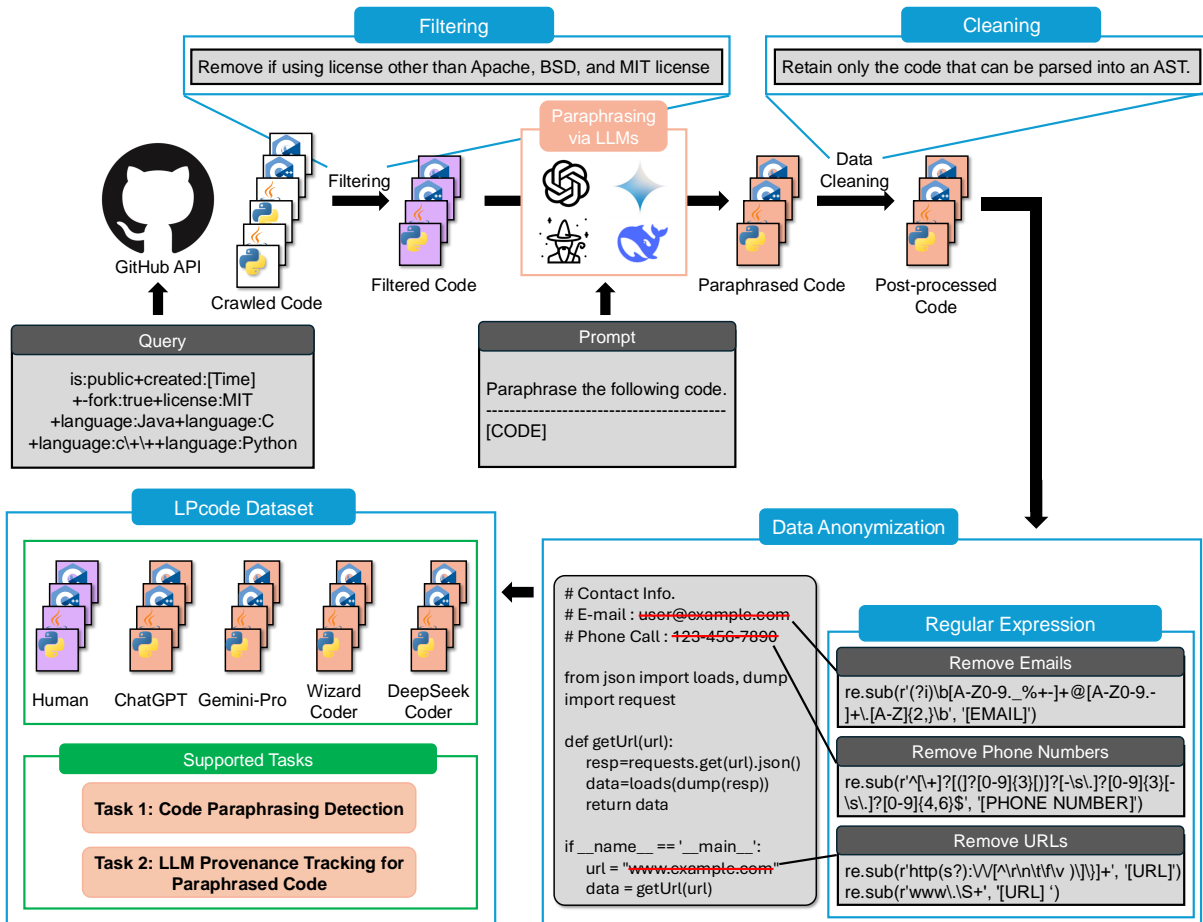 Filtering
Remove if using license other than Apache, BSD, and MIT license
Cleaning
Retain only the code that can be parsed into an AST.
GitHub API
Crawled Code
Filtering
Filtered Code
Paraphrasing
via LLMs
Paraphrased Code
Data
Cleaning
Post-processed
Code
Query
is:public+created:[Time]
+-fork:true+license:MIT
+language:Java+language:C
+language:c\+\++language:Python
Prompt
Paraphrase the following code.
-----------------------------------------
[CODE]
LPcode Dataset
Human
ChatGPT
Gemini-Pro
Wizard
Coder
DeepSeek
Coder
Supported Tasks
Task 1: Code Paraphrasing Detection
Task 2: LLM Provenance Tracking for
Paraphrased Code
Data Anonymization
# Contact Info.
# E-mail : user@example.com
# Phone Call : 123-456-7890
from json import loads, dump
import request
def getUrl(url):
resp=requests.get(url).json()
data=loads(dump(resp))
return data
if __name__ == '__main__':
url = "www.example.com"
data = getUrl(url)
Regular Expression
Remove Emails
re.sub(r'(?i)\b[A-Z0-9._%+-]+@[A-Z0-9.-
]+\.[A-Z]{2,}\b', '[EMAIL]')
Remove Phone Numbers
re.sub(r'^[\+]?[(]?[0-9]{3}[)]?[-\s\.]?[0-9]{3}[-
\s\.]?[0-9]{4,6}$', '[PHONE NUMBER]')
Remove URLs
re.sub(r'http(s?):\/\/[^\r\n\t\f\v )\]\}]+', '[URL]')
re.sub(r'www\.\S+', '[URL] ‘)